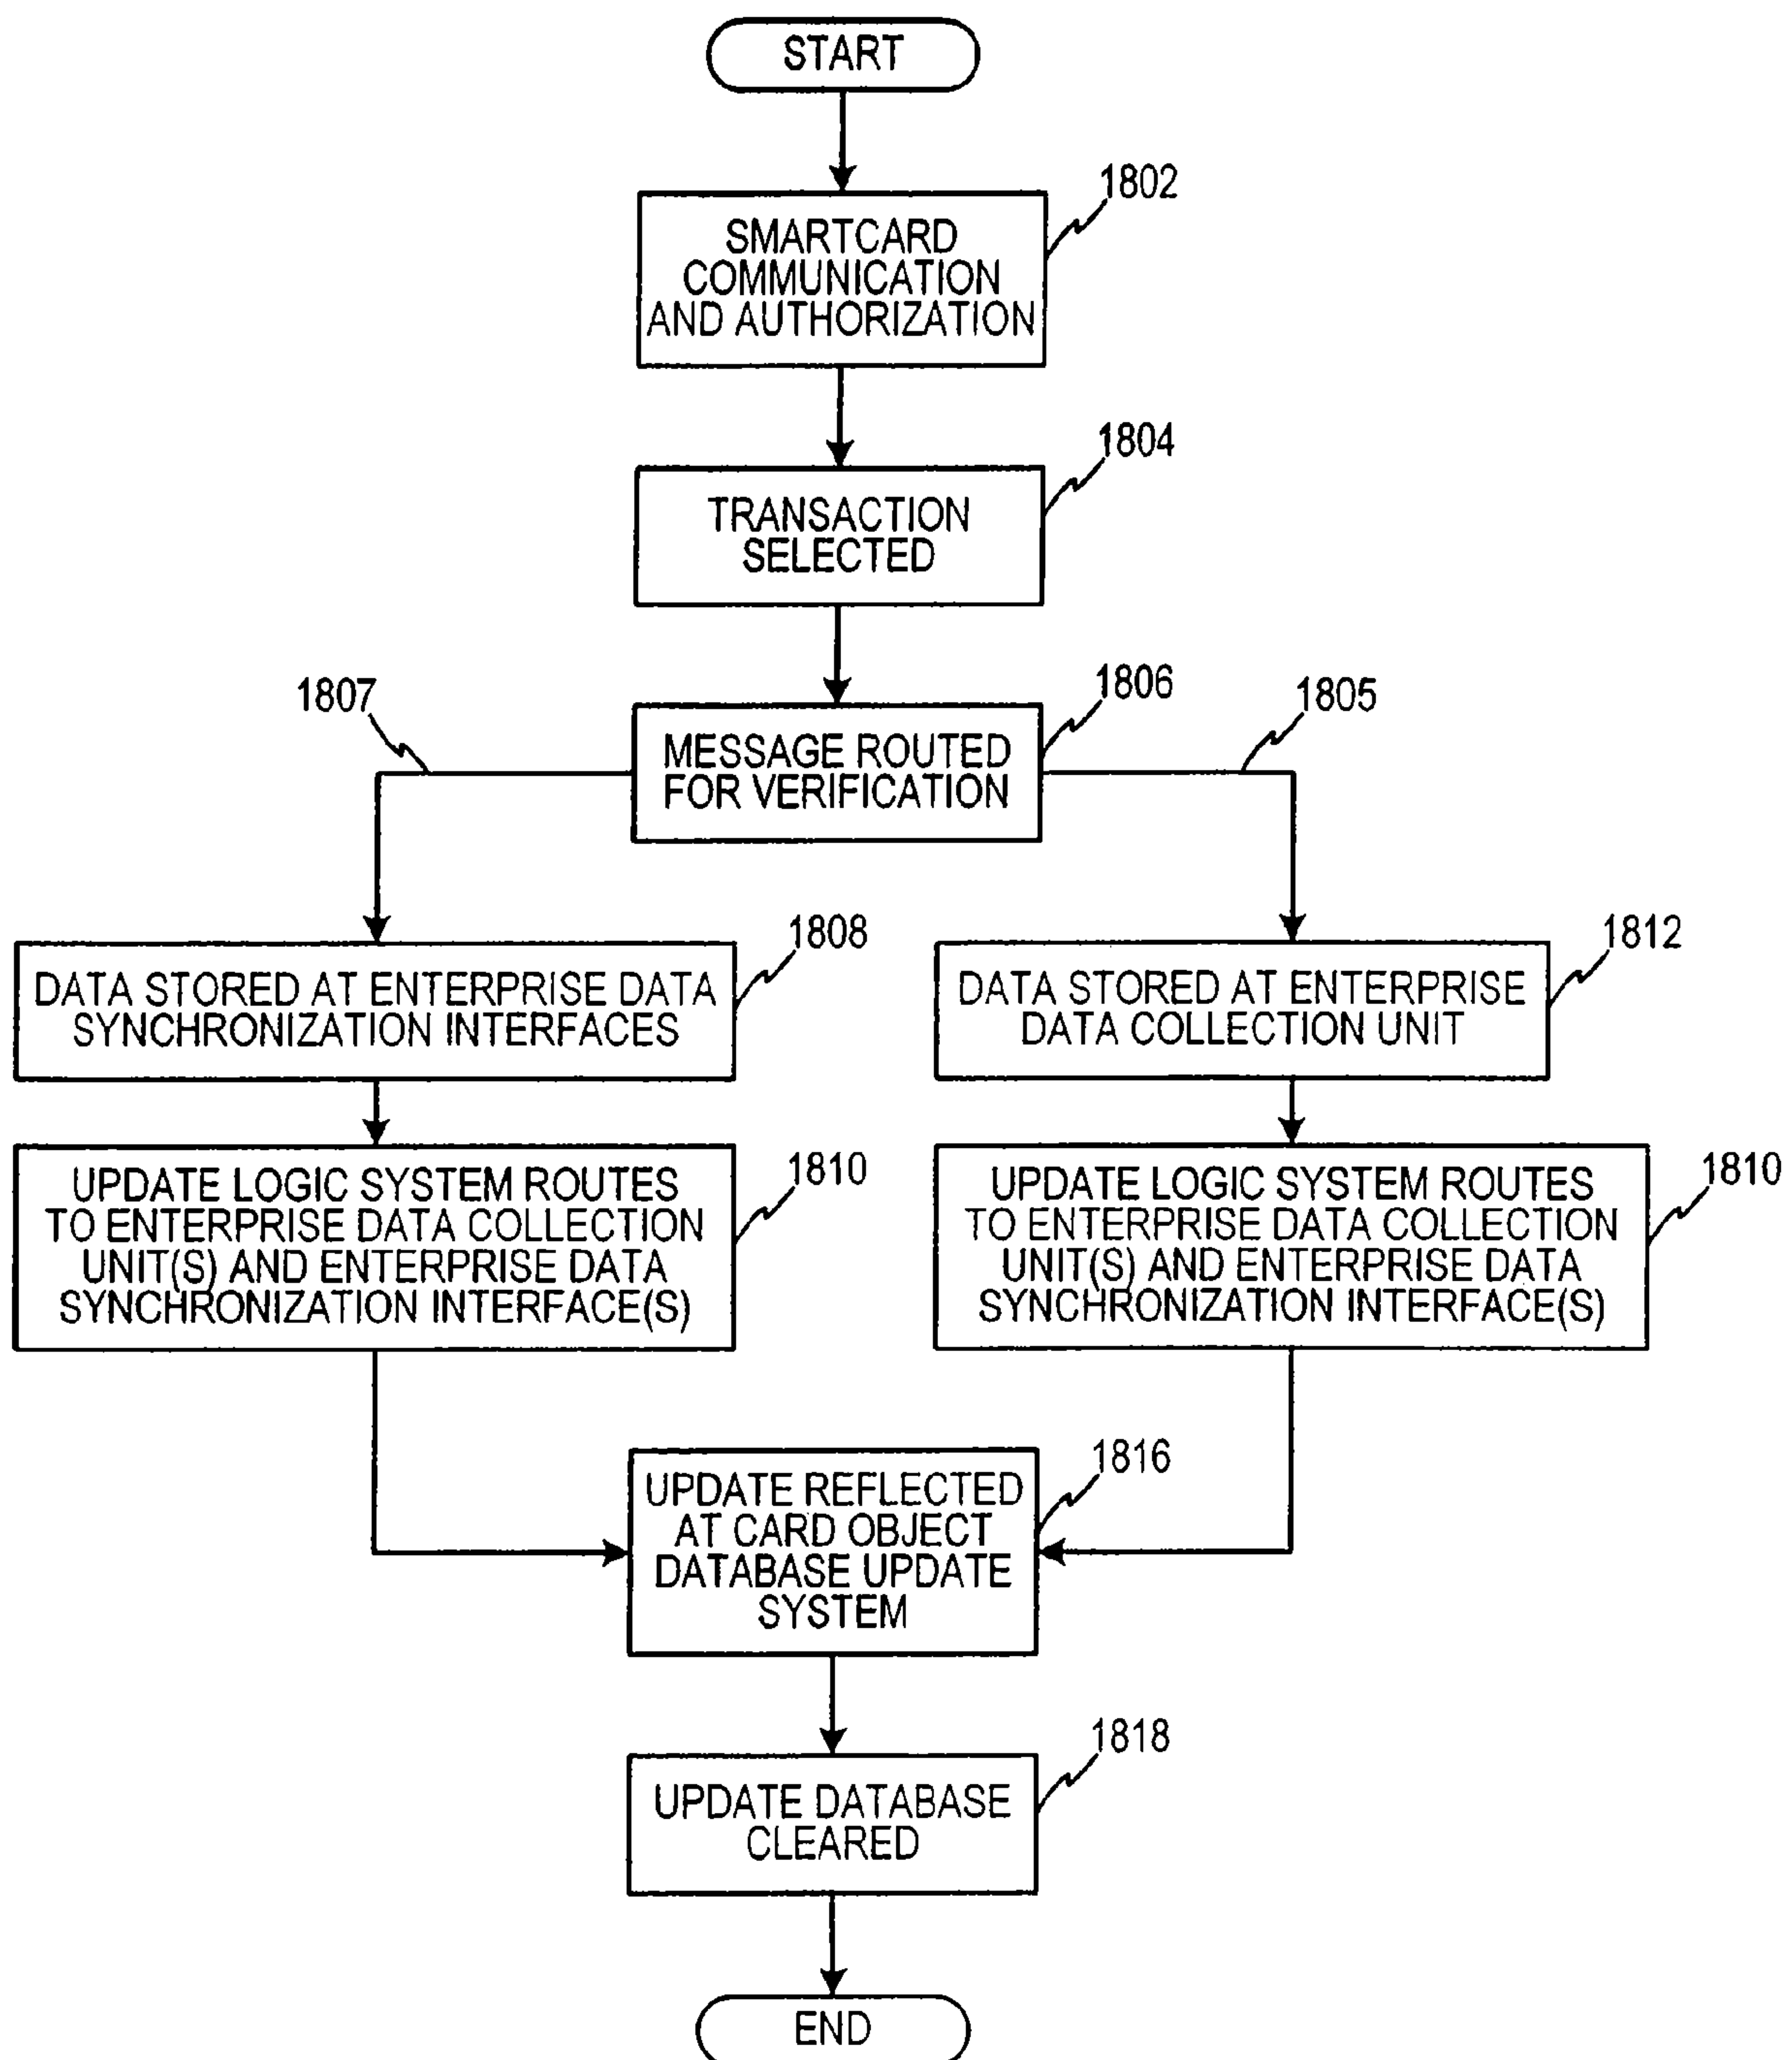 START
1802
SMARTCARD
COMMUNICATION
AND AUTHORIZATION
1804
TRANSACTION
SELECTED
1807
1806
1805
MESSAGE ROUTED
FOR VERIFICATION
1808
DATA STORED AT ENTERPRISE DATA
SYNCHRONIZATION INTERFACES
1812
DATA STORED AT ENTERPRISE
DATA COLLECTION UNIT
1810
UPDATE LOGIC SYSTEM ROUTES
TO ENTERPRISE DATA COLLECTION
UNIT(S) AND ENTERPRISE DATA
SYNCHRONIZATION INTERFACE(S)
1810
UPDATE LOGIC SYSTEM ROUTES
TO ENTERPRISE DATA COLLECTION
UNIT(S) AND ENTERPRISE DATA
SYNCHRONIZATION INTERFACE(S)
1816
UPDATE REFLECTED
AT CARD OBJECT
DATABASE UPDATE
SYSTEM
1818
UPDATE DATABASE
CLEARED
END